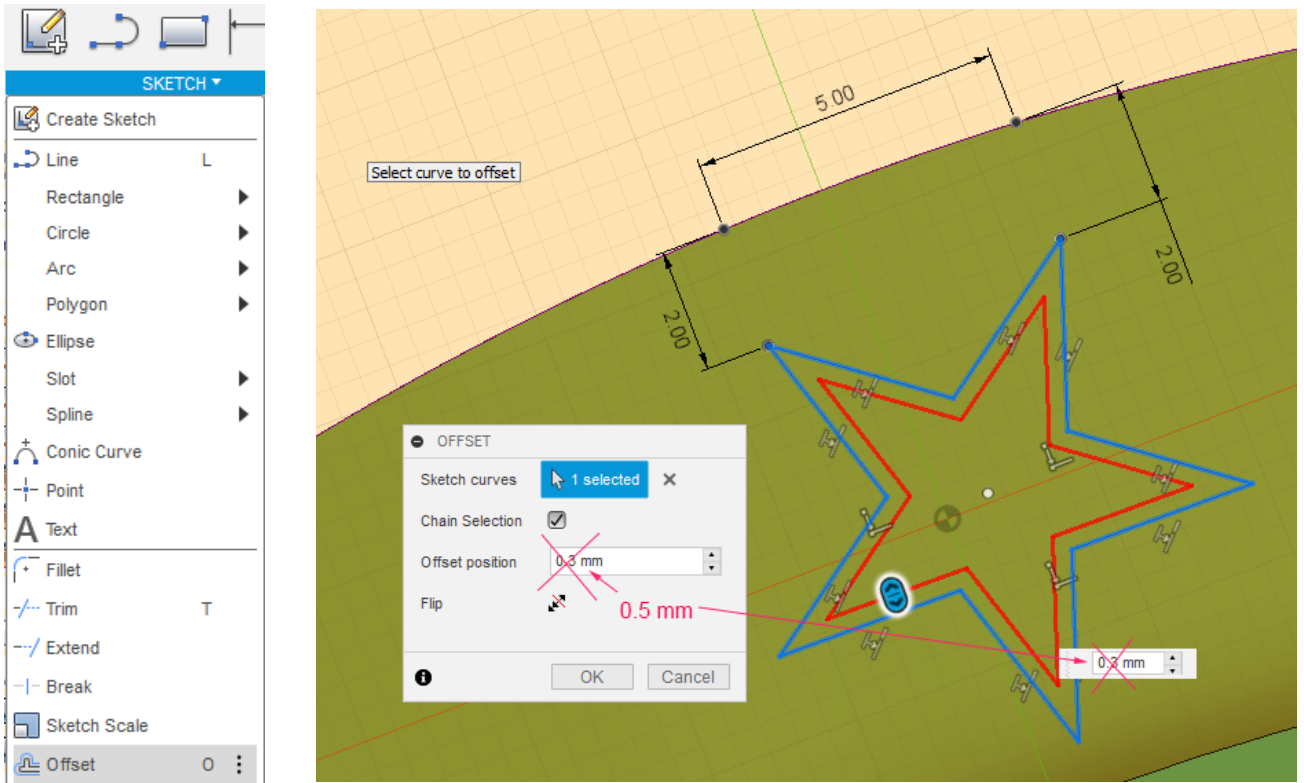 SKETCH
Create Sketch
Line L
Rectangle
Circle
Arc
Polygon
Ellipse
Slot
Spline
Conic Curve
Point
A Text
Fillet
Trim T
Extend
Break
Sketch Scale
Offset O
5.00
Select curve to offset
2.00
2.00
OFFSET
Sketch curves 1 selected
Chain Selection
Offset position 0.3 mm
Flip
0.5 mm
0.3 mm
OK Cancel